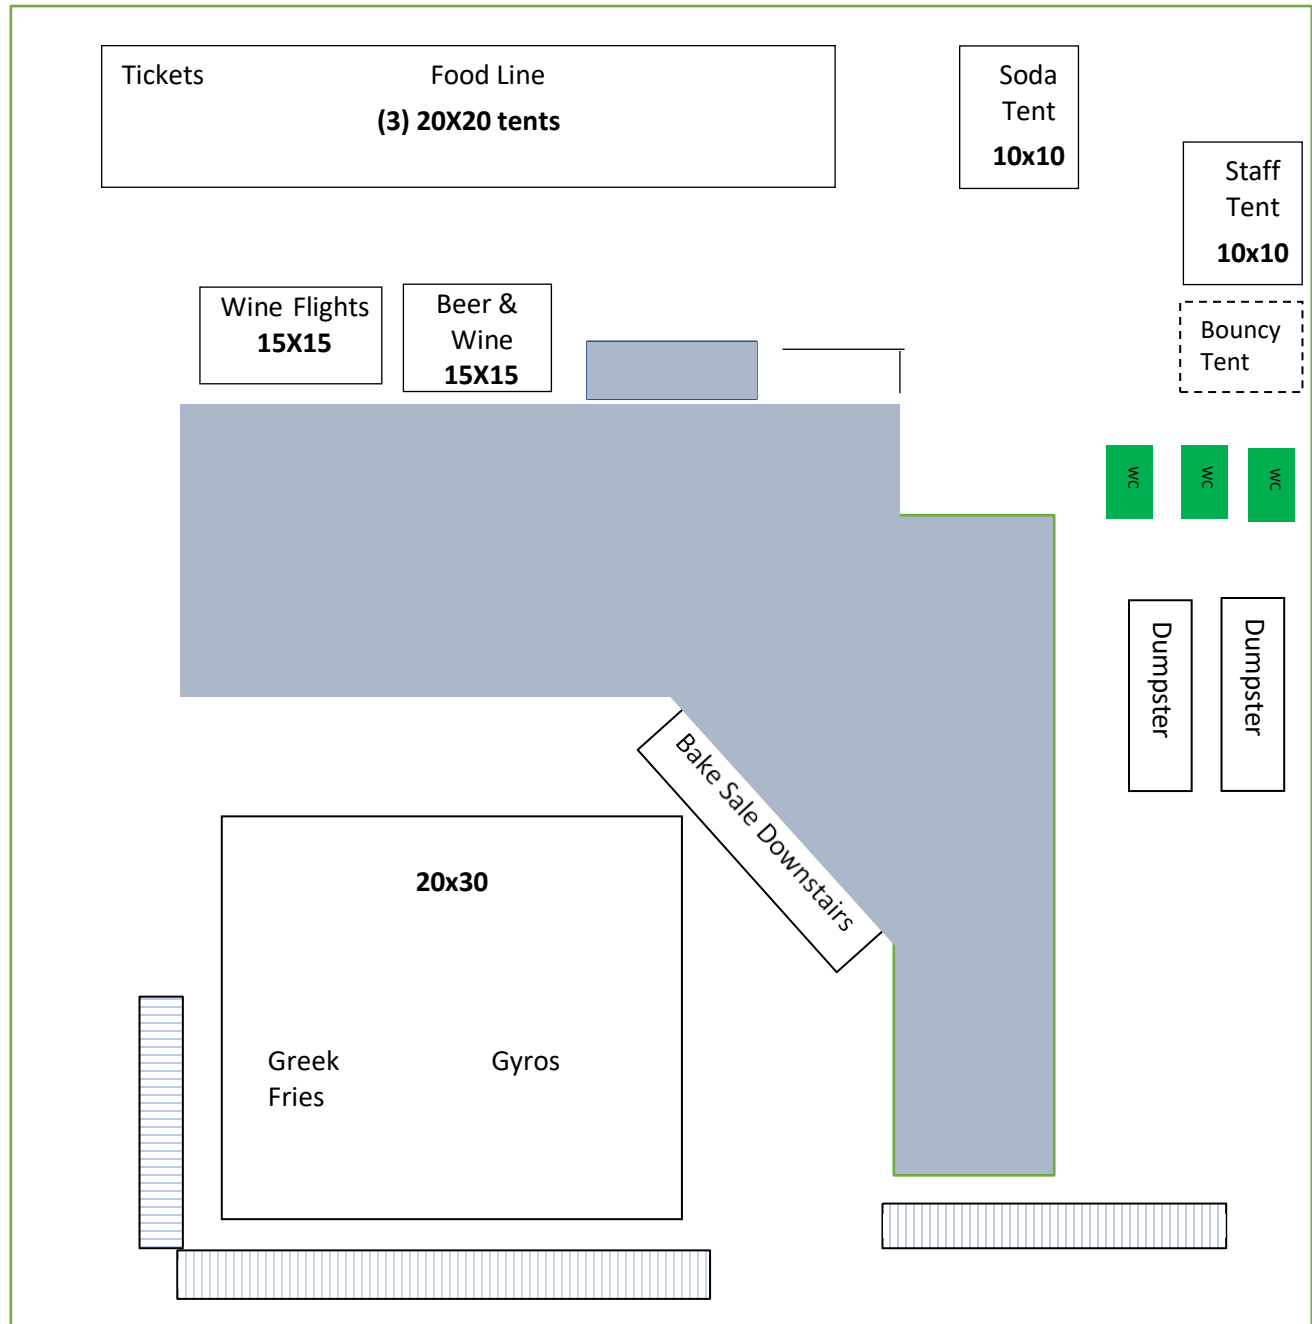 Tickets
Food Line
(3) 20X20 tents
Soda
Tent
10x10
Staff
Tent
10x10
Wine Flights
15X15
Beer &
Wine
15X15
Bouncy
Tent
WC
WC
WC
Dumpster
Dumpster
Bake Sale Downstairs
20x30
Greek
Fries
Gyros